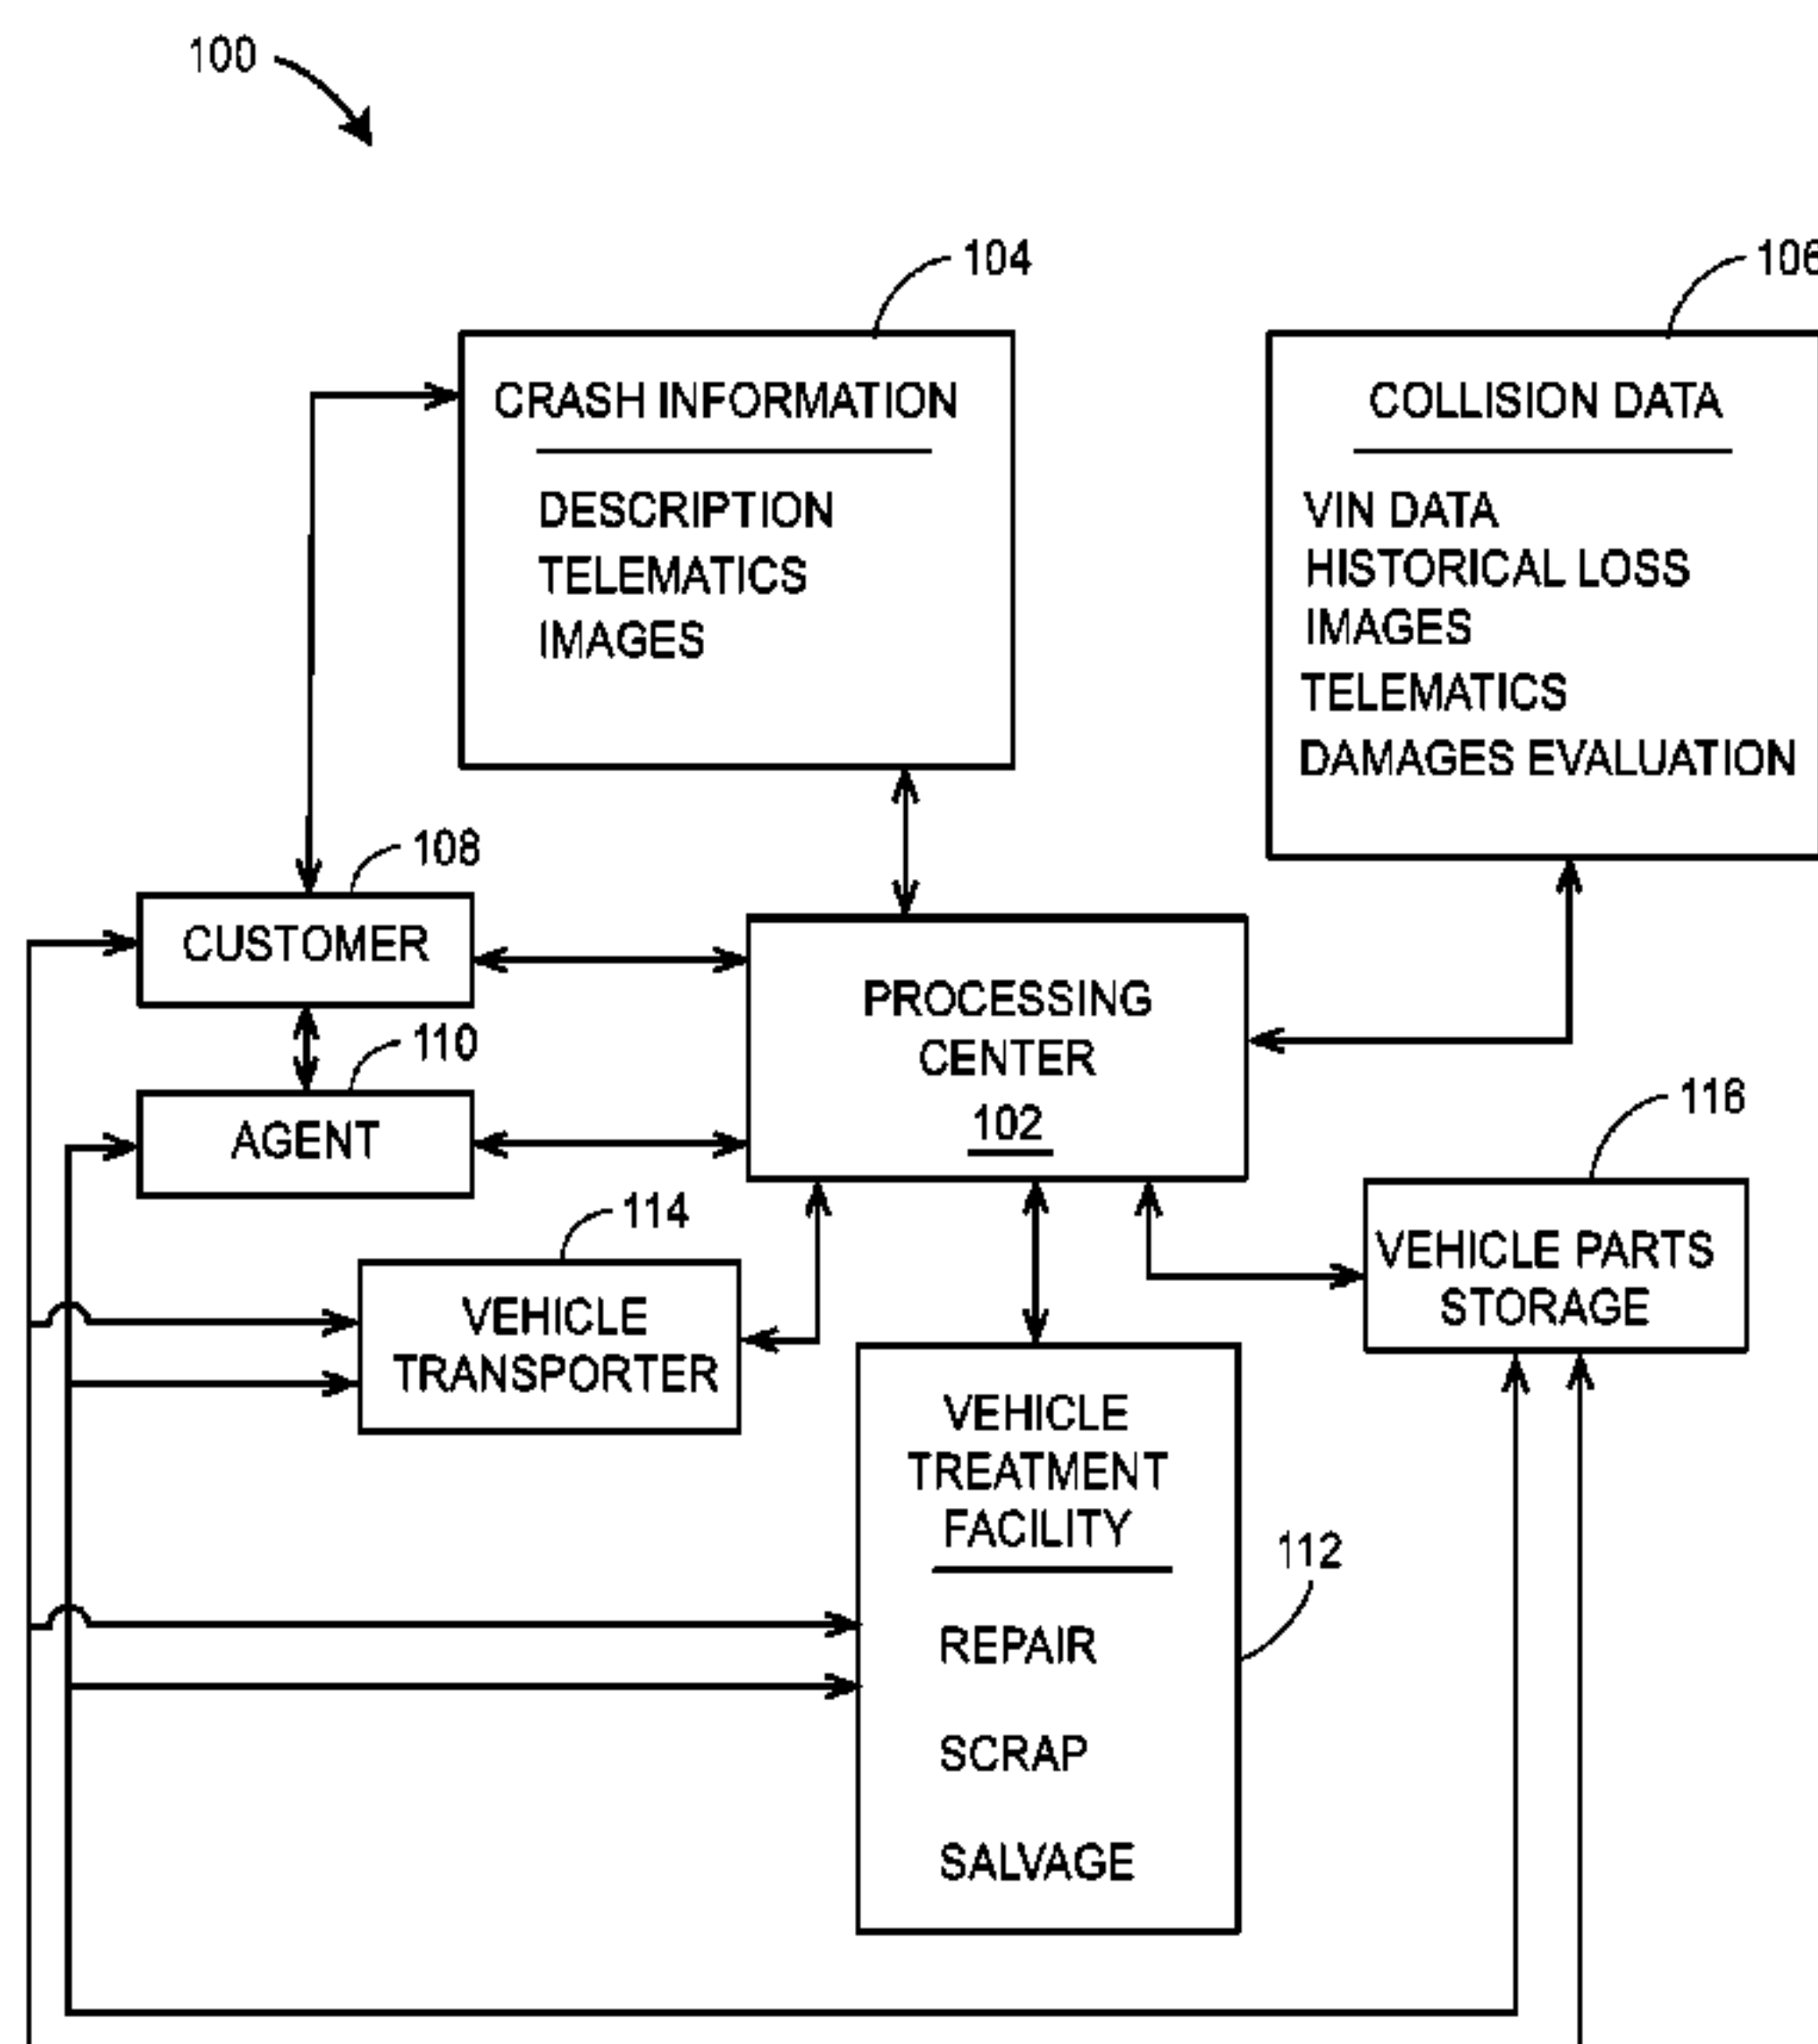 100
104
106
CRASH INFORMATION
DESCRIPTION
TELEMATICS
IMAGES
COLLISION DATA
VIN DATA
HISTORICAL LOSS
IMAGES
TELEMATICS
DAMAGES EVALUATION
108
CUSTOMER
110
AGENT
PROCESSING
CENTER
102
116
VEHICLE PARTS
STORAGE
114
VEHICLE
TRANSPORTER
VEHICLE
TREATMENT
FACILITY
112
REPAIR
SCRAP
SALVAGE